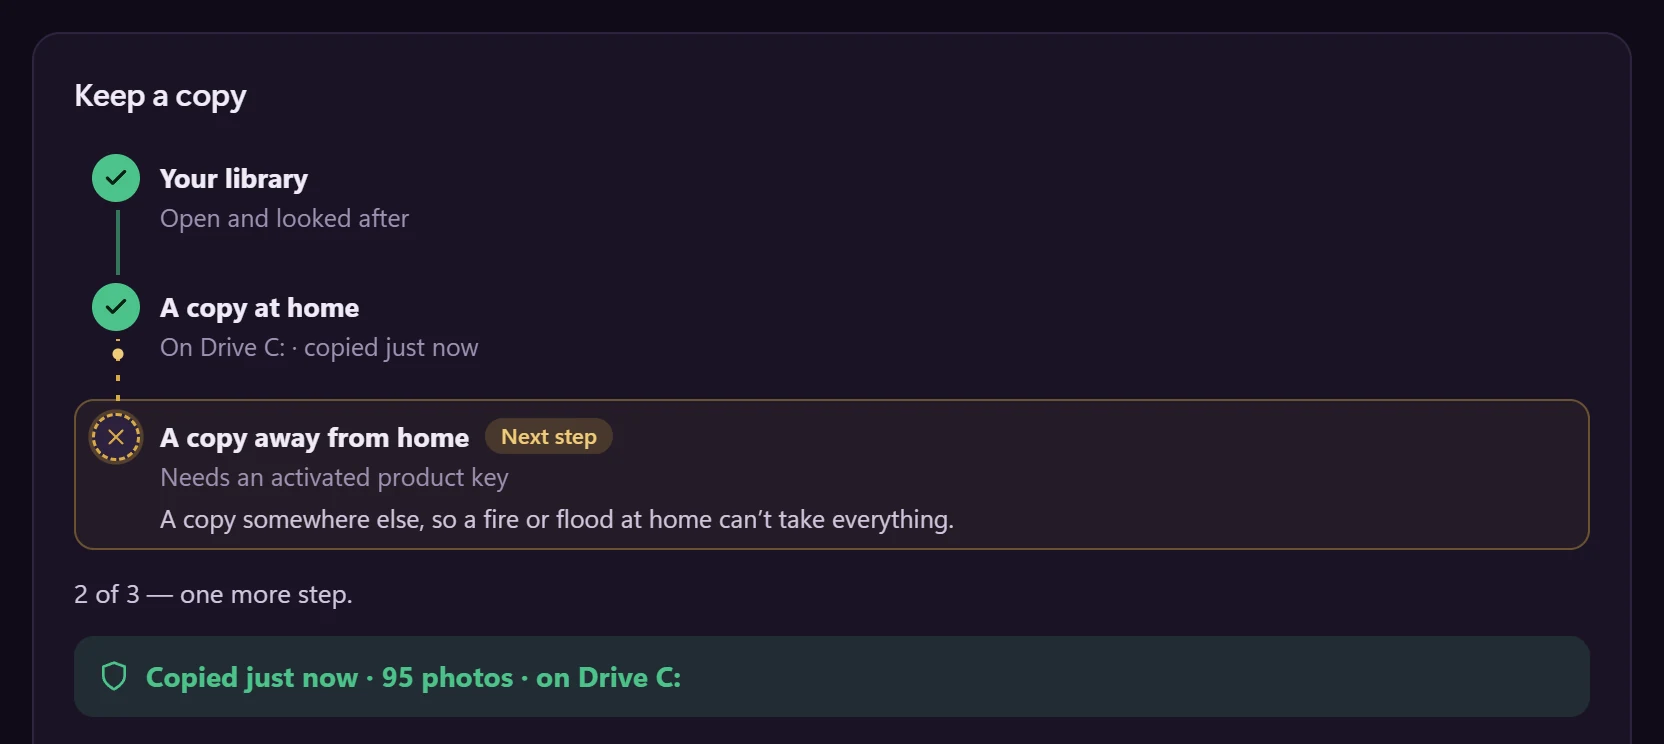 Keep a copy
Your library
Open and looked after
A copy at home
On Drive C: · copied just now
A copy away from home Next step
Needs an activated product key
A copy somewhere else, so a fire or flood at home can’t take everything.
2 of 3 — one more step.
Copied just now · 95 photos · on Drive C: